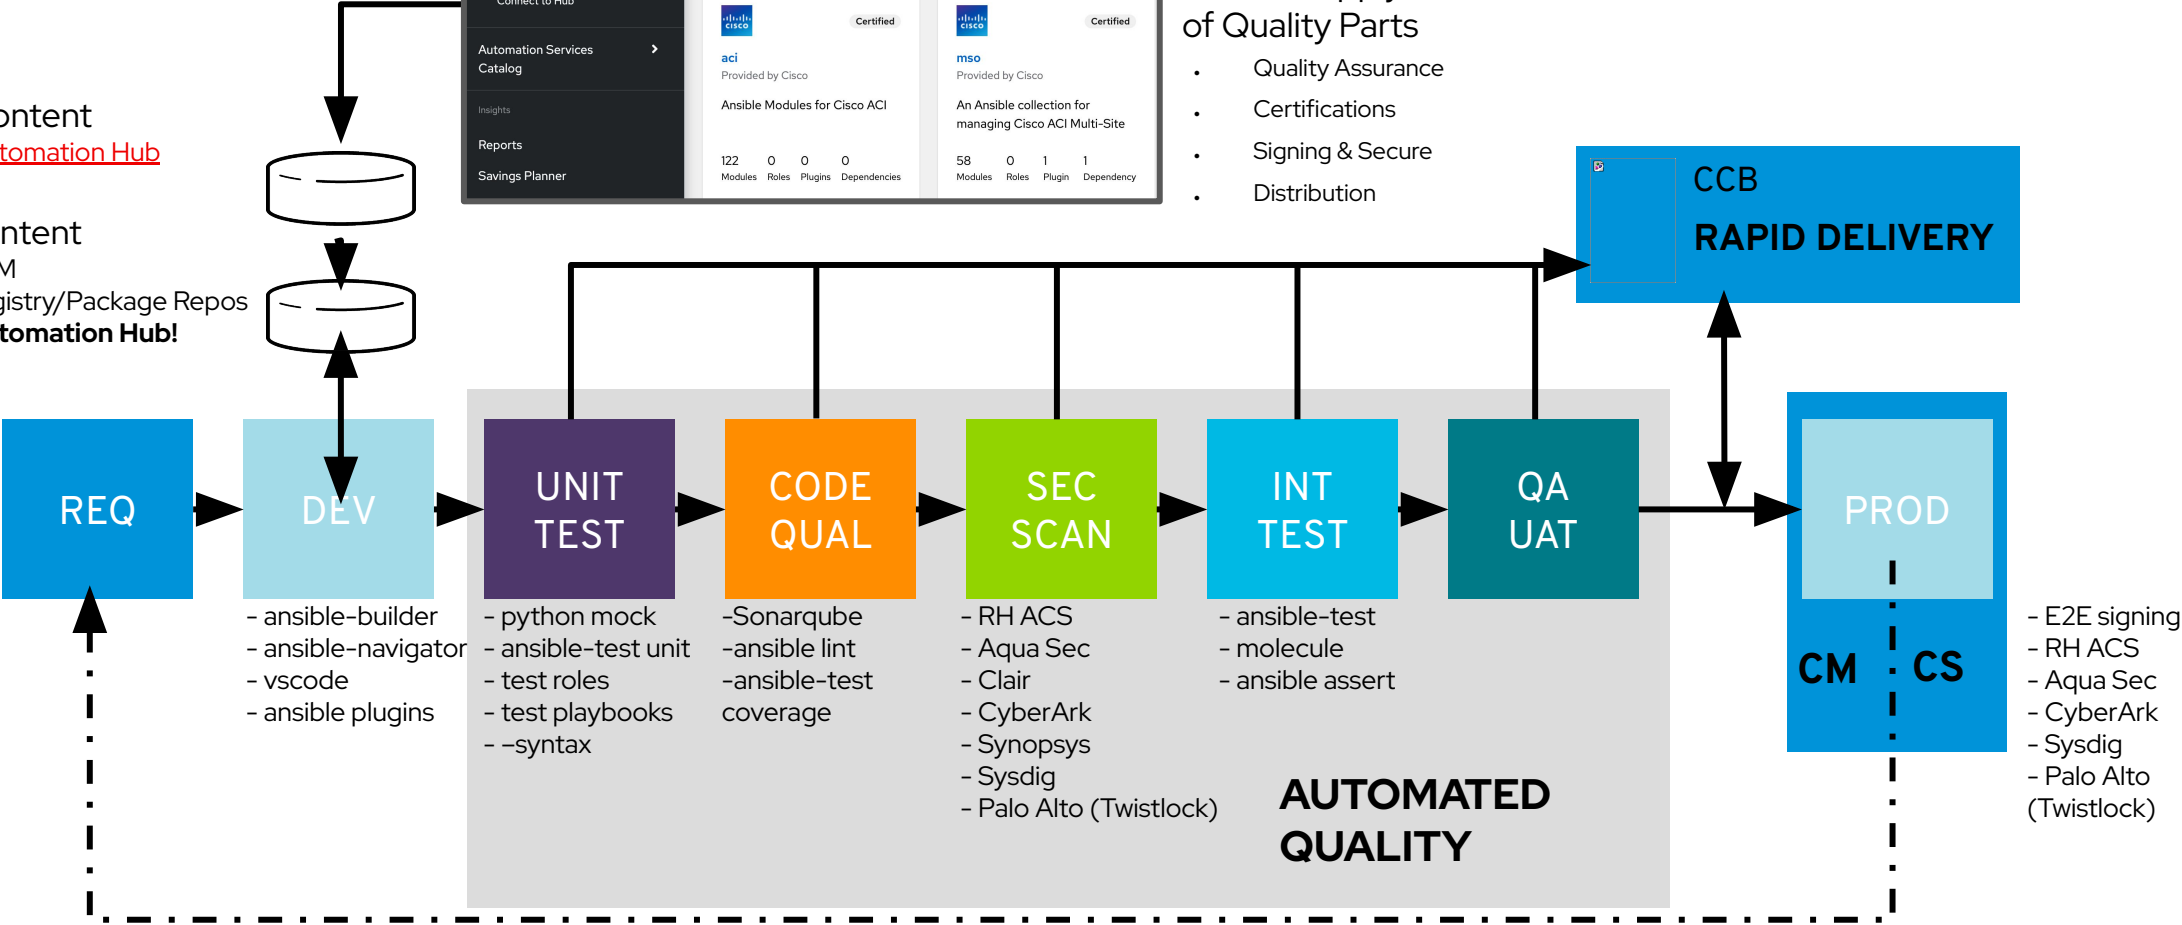 Connect to Hub
Automation Services
Catalog
Insights
Reports
Savings Planner
CISCO
Certified
aci
Provided by Cisco
Ansible Modules for Cisco ACI
122 0 0 0
Modules Roles Plugins Dependencies
CISCO
Certified
mso
Provided by Cisco
An Ansible collection for
managing Cisco ACI Multi-Site
58 0 1 1
Modules Roles Plugin Dependency
of Quality Parts
. Quality Assurance
. Certifications
. Signing & Secure
. Distribution
ontent
tomation Hub
ntent
M
gistry/Package Repos
tomation Hub!
CCB
RAPID DELIVERY
REQ
DEV
UNIT
TEST
CODE
QUAL
SEC
SCAN
INT
TEST
QA
UAT
PROD
- ansible-builder
- ansible-navigator
- vscode
- ansible plugins
- python mock
- ansible-test unit
- test roles
- test playbooks
- –syntax
-Sonarqube
-ansible lint
-ansible-test
coverage
- RH ACS
- Aqua Sec
- Clair
- CyberArk
- Synopsys
- Sysdig
- Palo Alto (Twistlock)
- ansible-test
- molecule
- ansible assert
AUTOMATED
QUALITY
CM
CS
- E2E signing
- RH ACS
- Aqua Sec
- CyberArk
- Sysdig
- Palo Alto
(Twistlock)